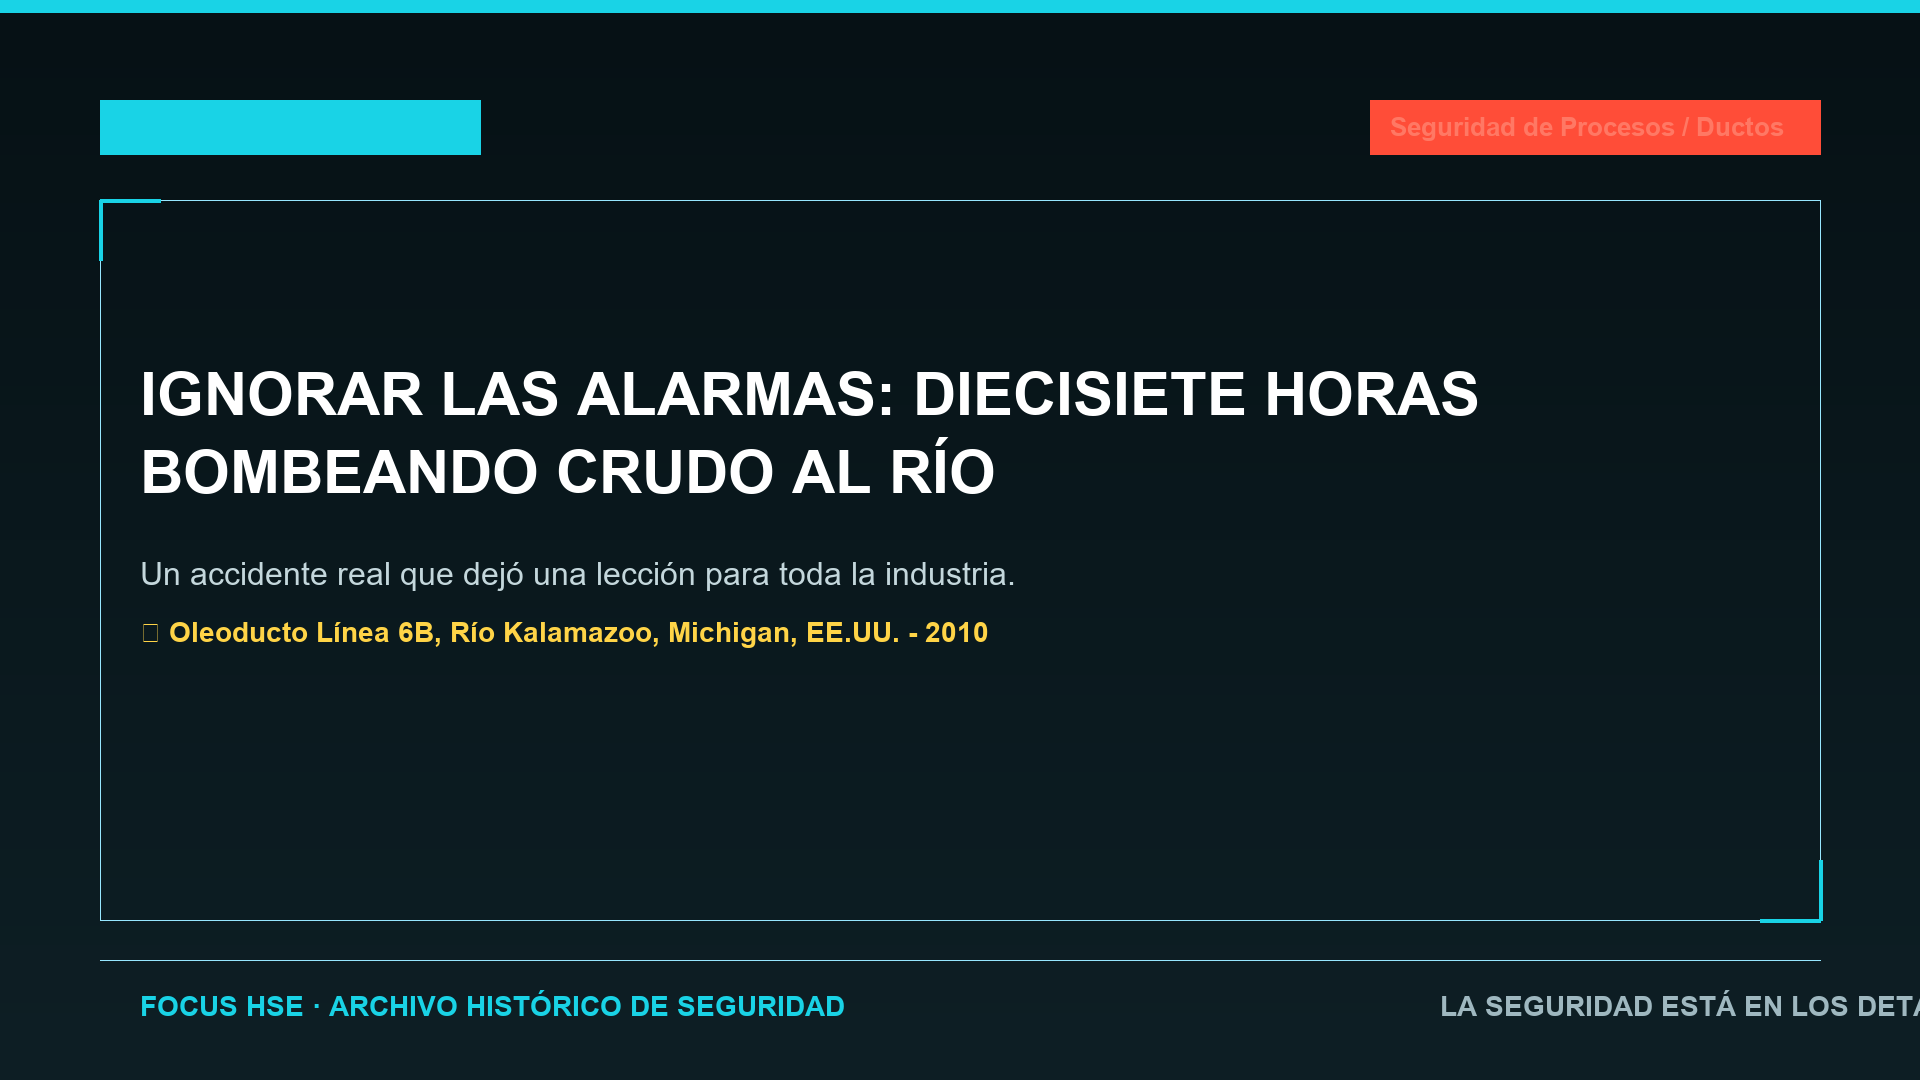 Seguridad de Procesos / Ductos
IGNORAR LAS ALARMAS: DIECISIETE HORAS
BOMBEANDO CRUDO AL RÍO
Un accidente real que dejó una lección para toda la industria.
Oleoducto Línea 6B, Río Kalamazoo, Michigan, EE.UU. - 2010
FOCUS HSE · ARCHIVO HISTÓRICO DE SEGURIDAD
LA SEGURIDAD ESTÁ EN LOS